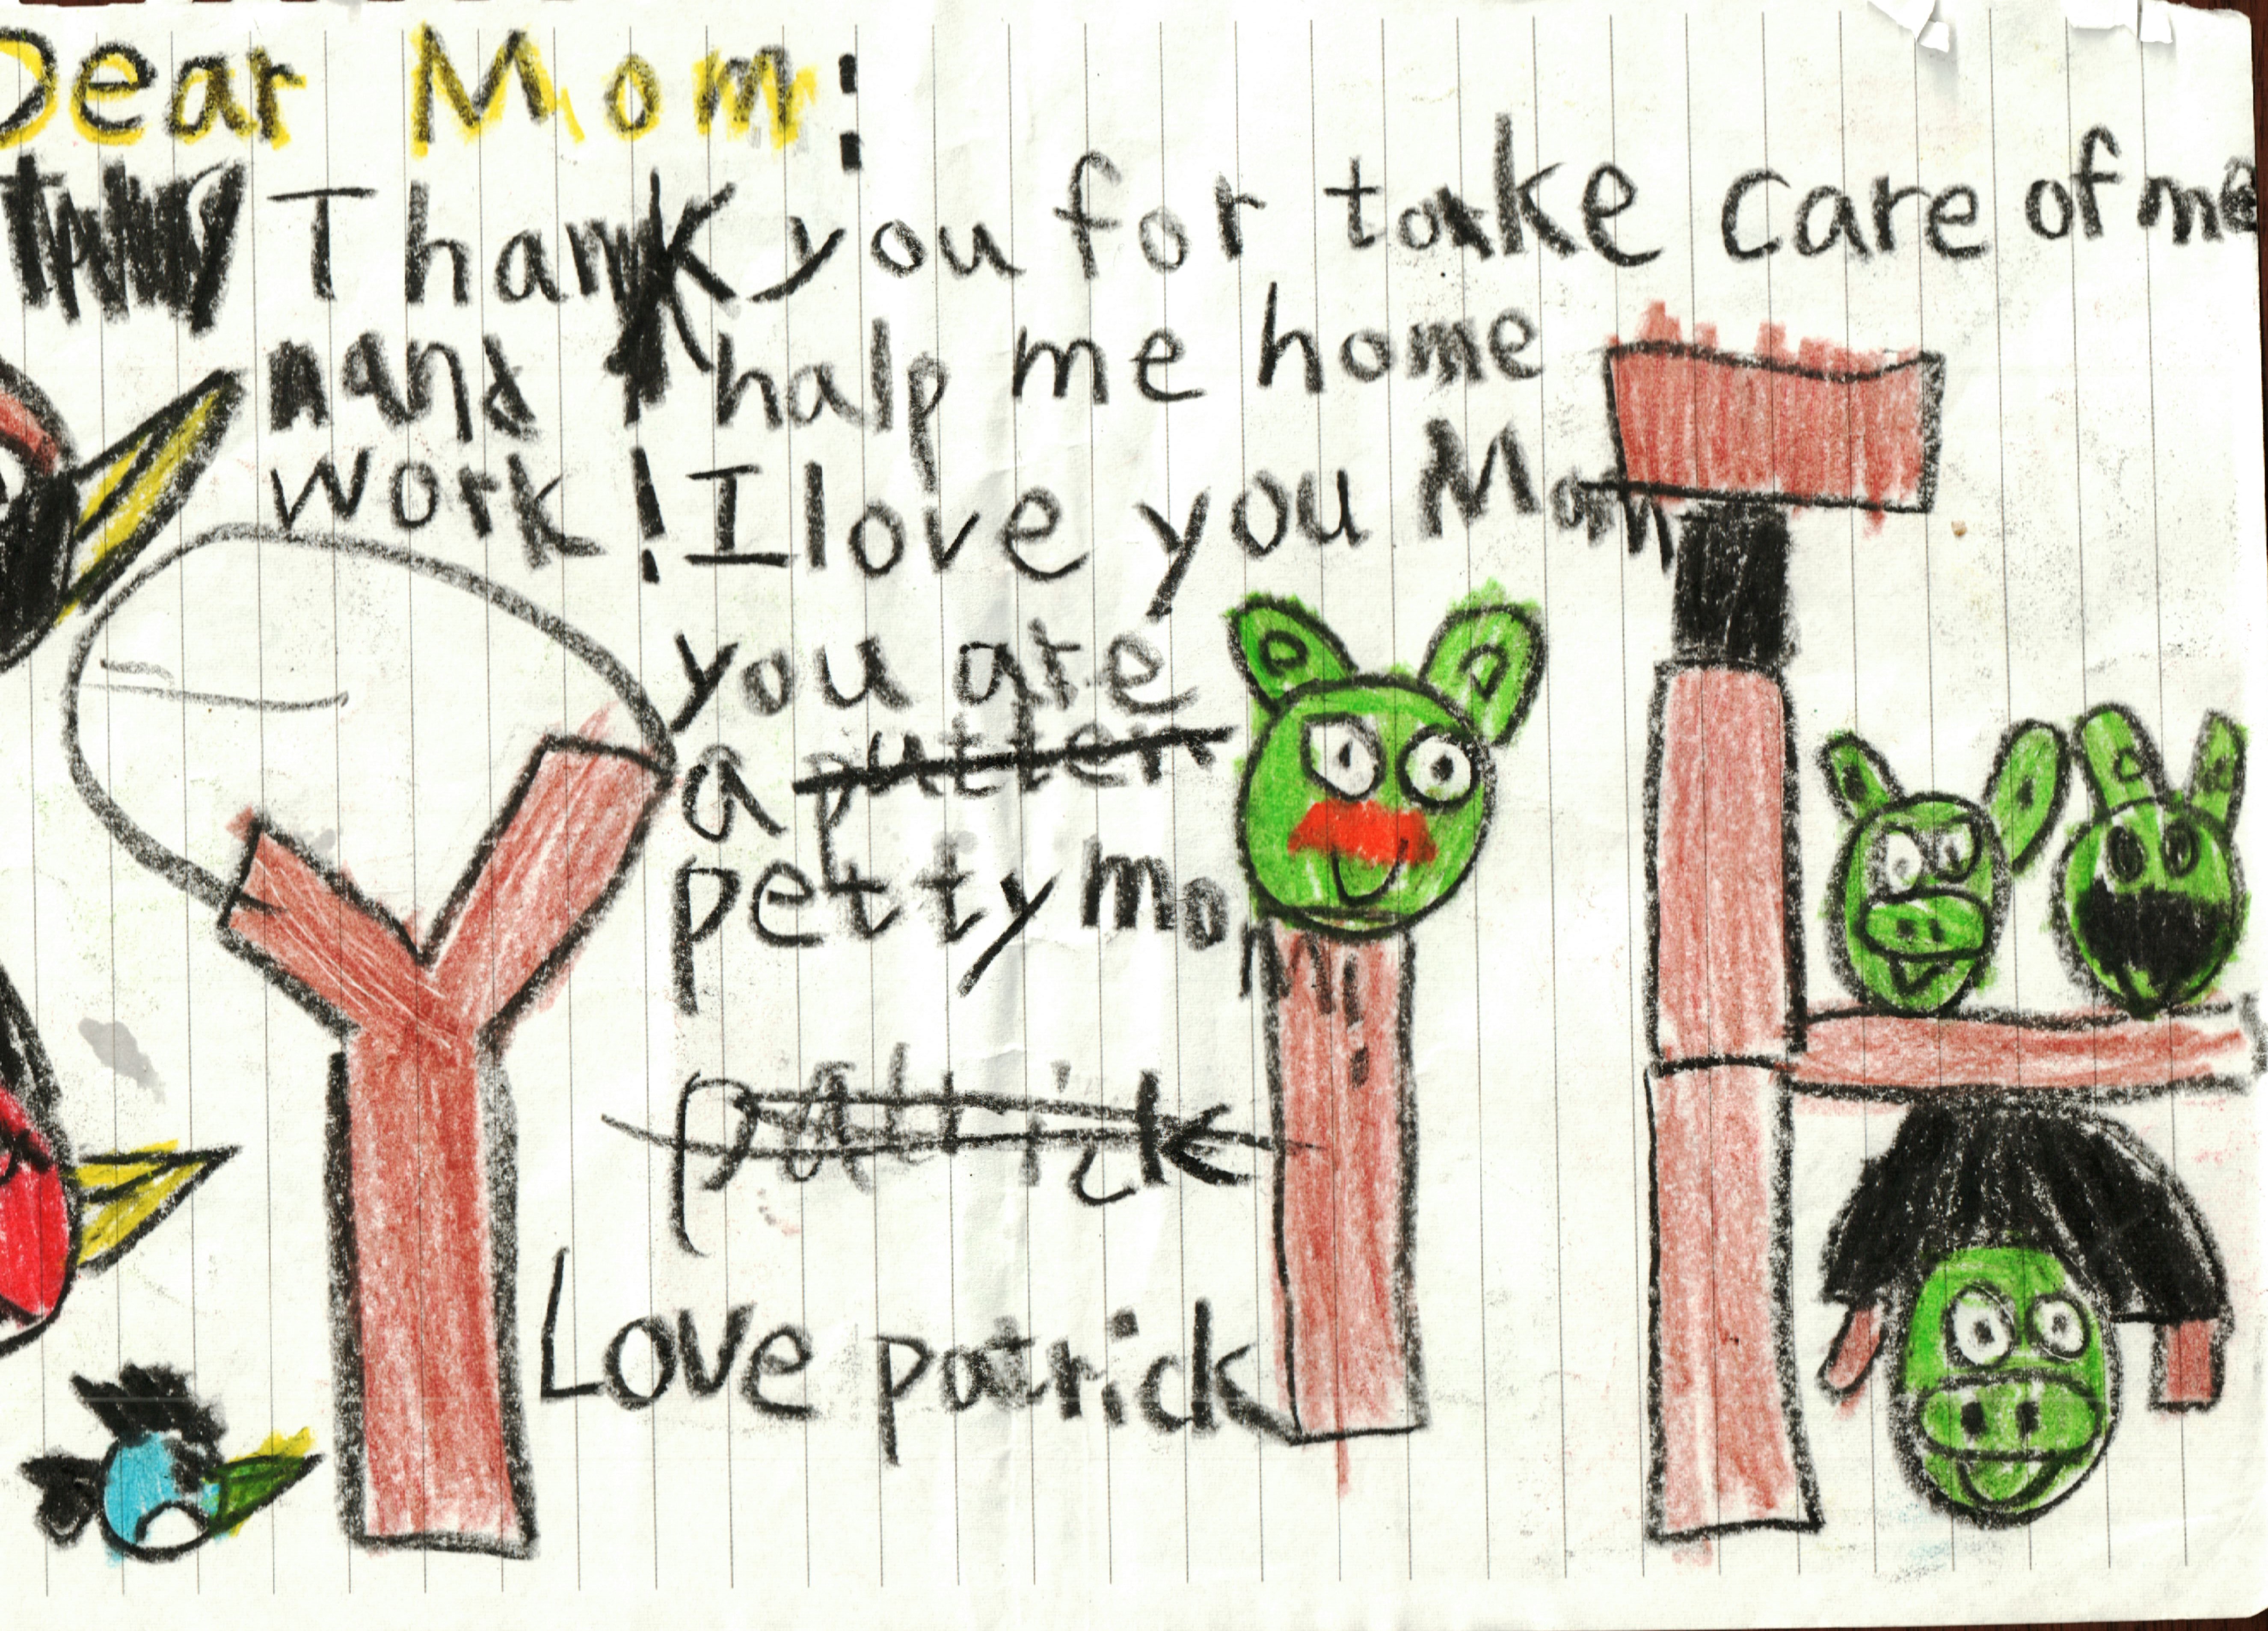 Dear Mom:
Thank you for take care of me
and halp me home
work! I love you Mom
you are
a putten
petty mom!!
patrick
Love patrick